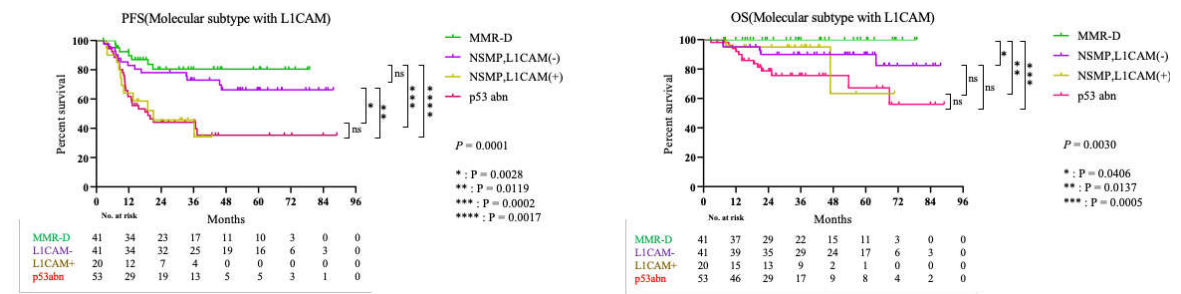 PFS(Molecular subtype with L1CAM)
100
80
60
40
20
0
Percent survival
0 12 24 36 48 60 72 84 96
No. at risk
Months
MMR-D
NSMP,L1CAM(-)
NSMP,L1CAM(+)
p53 abn
ns
*
**
***
****
ns
P = 0.0001
* : P = 0.0028
** : P = 0.0119
*** : P = 0.0002
**** : P = 0.0017
MMR-D 41 34 23 17 11 10 3 0 0
L1CAM- 41 34 32 25 19 16 6 3 0
L1CAM+ 20 12 7 4 0 0 0 0 0
p53abn 53 29 19 13 5 5 3 1 0
OS(Molecular subtype with L1CAM)
100
80
60
40
20
0
Percent survival
0 12 24 36 48 60 72 84 96
No. at risk
Months
MMR-D
NSMP,L1CAM(-)
NSMP,L1CAM(+)
p53 abn
*
**
***
ns
ns
ns
P = 0.0030
* : P = 0.0406
** : P = 0.0137
*** : P = 0.0005
MMR-D 41 37 29 22 15 11 3 0 0
L1CAM- 41 39 35 29 24 17 6 3 0
L1CAM+ 20 15 13 9 2 1 0 0 0
p53abn 53 46 29 17 9 8 4 2 0